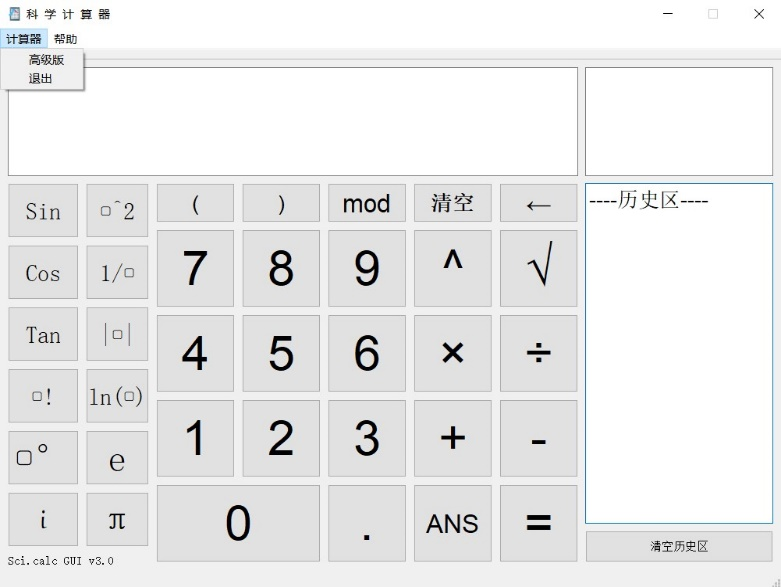 科 学 计 算 器
计算器 帮助
高级版
退出
----历史区----
Sin ▢^2 ( ) mod 清空 ←
7 8 9 ^ √
Cos 1/▢
Tan |▢| 4 5 6 × ÷
▢! ln(▢)
1 2 3 + -
▢° e
i π 0 . ANS =
清空历史区
Sci.calc GUI v3.0